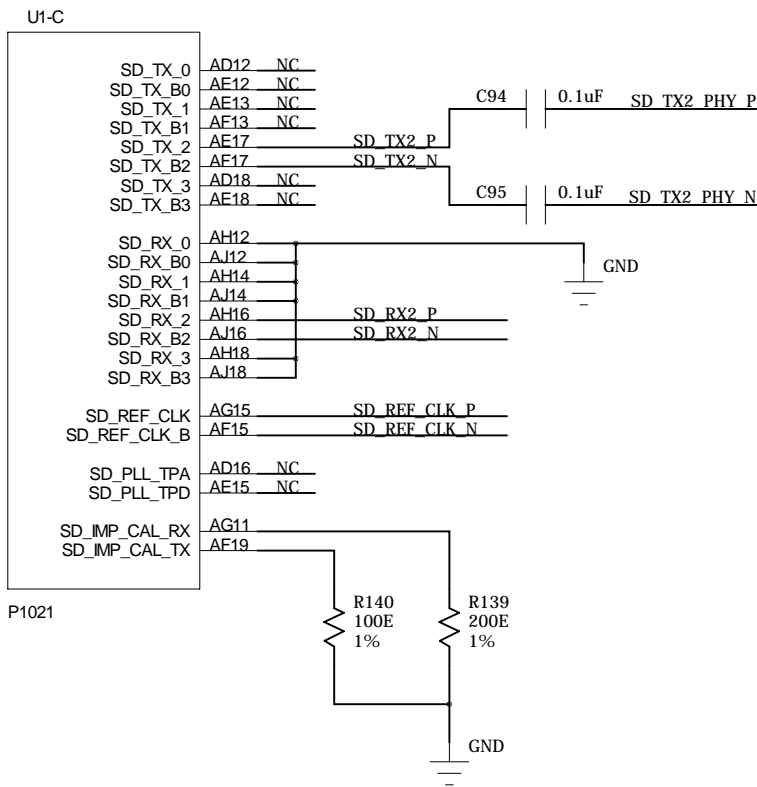 U1-C
SD_TX_0 AD12 NC
SD_TX_B0 AE12 NC
SD_TX_1 AE13 NC
SD_TX_B1 AF13 NC
SD_TX_2 AE17 SD_TX2_P
SD_TX_B2 AF17 SD_TX2_N
SD_TX_3 AD18 NC
SD_TX_B3 AE18 NC
C94 0.1uF SD_TX2_PHY_P
C95 0.1uF SD_TX2_PHY_N
SD_RX_0 AH12
SD_RX_B0 AJ12
SD_RX_1 AH14
SD_RX_B1 AJ14
SD_RX_2 AH16 SD_RX2_P
SD_RX_B2 AJ16 SD_RX2_N
SD_RX_3 AH18
SD_RX_B3 AJ18
GND
SD_REF_CLK AG15 SD_REF_CLK_P
SD_REF_CLK_B AF15 SD_REF_CLK_N
SD_PLL_TPA AD16 NC
SD_PLL_TPD AE15 NC
SD_IMP_CAL_RX AG11
SD_IMP_CAL_TX AF19
P1021
R140
100E
1%
R139
200E
1%
GND